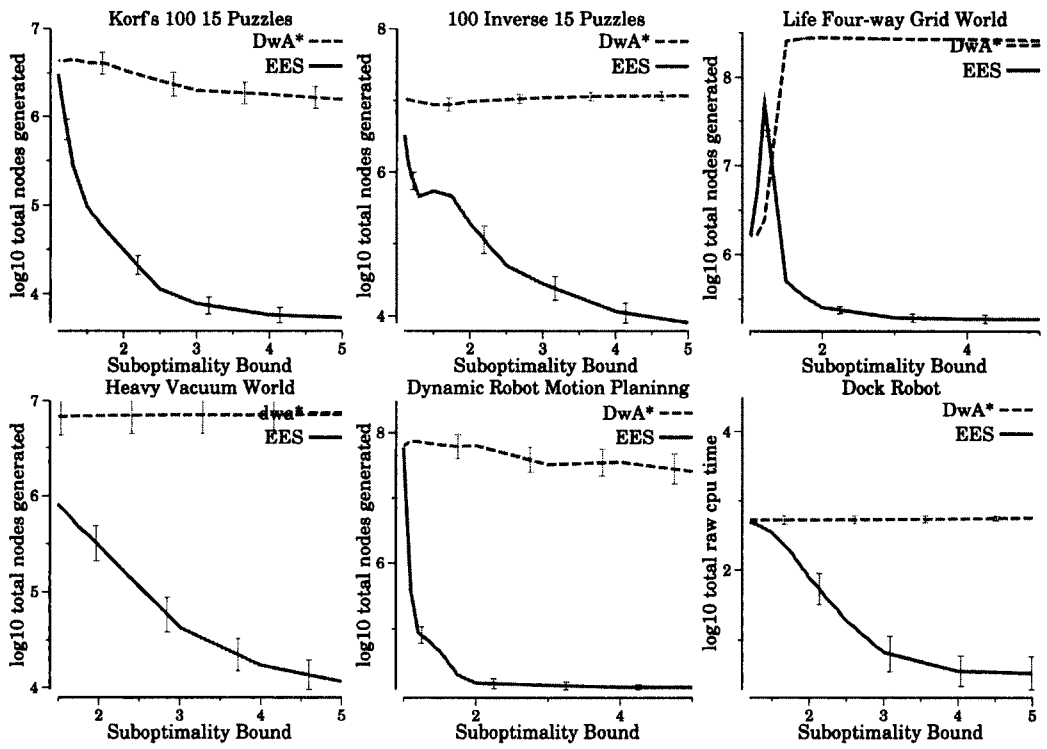 Korf's 100 15 Puzzles
7
DwA*
EES
6
5
4
log10 total nodes generated
2
3
4
5
Suboptimality Bound
100 Inverse 15 Puzzles
8
DwA*
EES
6
4
log10 total nodes generated
2
3
4
5
Suboptimality Bound
Life Four-way Grid World
DwA*
EES
8
7
6
log10 total nodes generated
2
4
Suboptimality Bound
Heavy Vacuum World
7
dwa*
EES
6
5
4
log10 total nodes generated
2
3
4
5
Suboptimality Bound
Dynamic Robot Motion Planinng
DwA*
EES
8
6
log10 total nodes generated
2
4
Suboptimality Bound
Dock Robot
DwA*
EES
4
2
log10 total raw cpu time
2
3
4
5
Suboptimality Bound